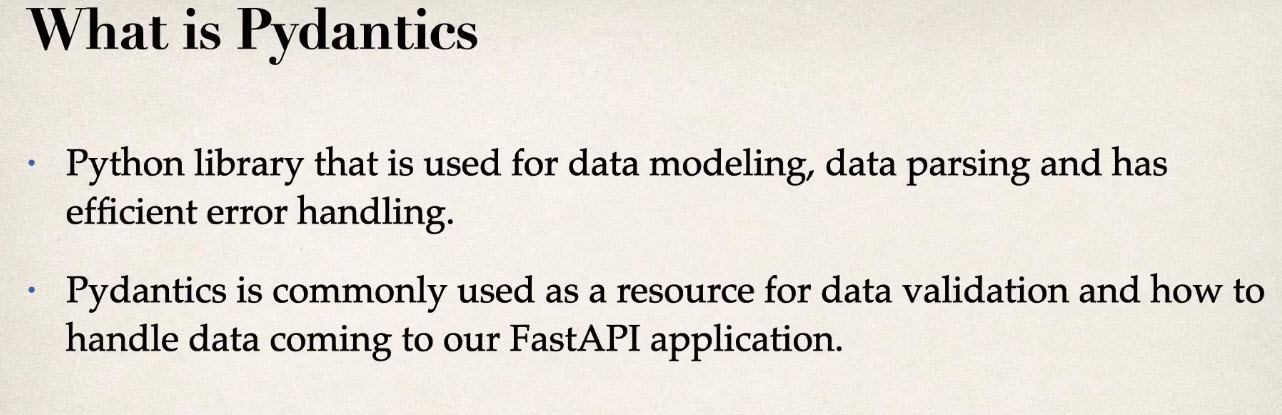 What is Pydantics
• Python library that is used for data modeling, data parsing and has
efficient error handling.
• Pydantics is commonly used as a resource for data validation and how to
handle data coming to our FastAPI application.